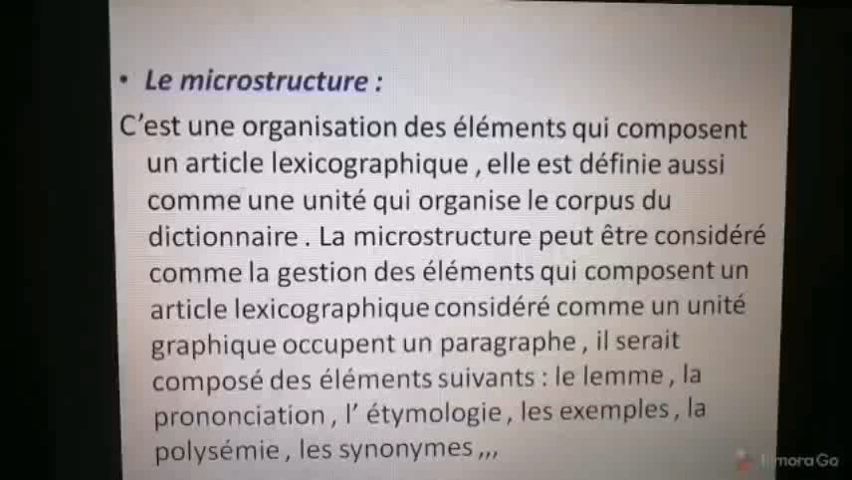 • Le microstructure :
C'est une organisation des éléments qui composent
un article lexicographique , elle est définie aussi
comme une unité qui organise le corpus du
dictionnaire . La microstructure peut être considéré
comme la gestion des éléments qui composent un
article lexicographique considéré comme un unité
graphique occupent un paragraphe , il serait
composé des éléments suivants : le lemme , la
prononciation , l' étymologie , les exemples , la
polysémie , les synonymes ,,,
Go